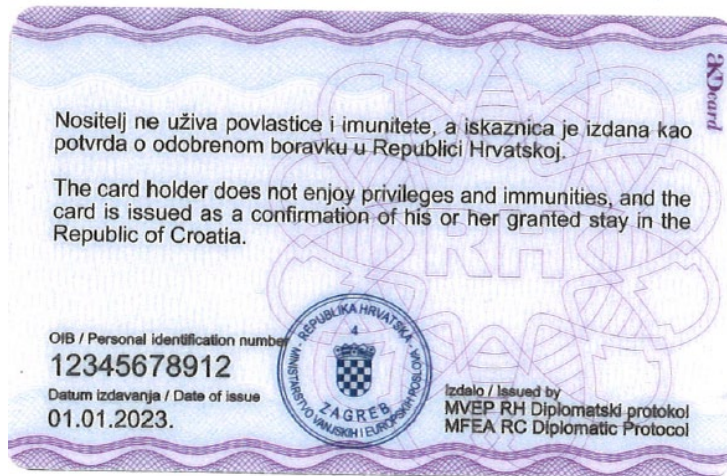 AKDcard
Nositelj ne uživa povlastice i imunitete, a iskaznica je izdana kao
potvrda o odobrenom boravku u Republici Hrvatskoj.
The card holder does not enjoy privileges and immunities, and the
card is issued as a confirmation of his or her granted stay in the
Republic of Croatia.
RH
OIB / Personal identification number
12345678912
Datum izdavanja / Date of issue
01.01.2023.
REPUBLIKA HRVATSKA
MINISTARSTVO VANJSKIH I EUROPSKIH POSLOVA
4
ZAGREB
Izdalo / Issued by
MVEP RH Diplomatski protokol
MFEA RC Diplomatic Protocol